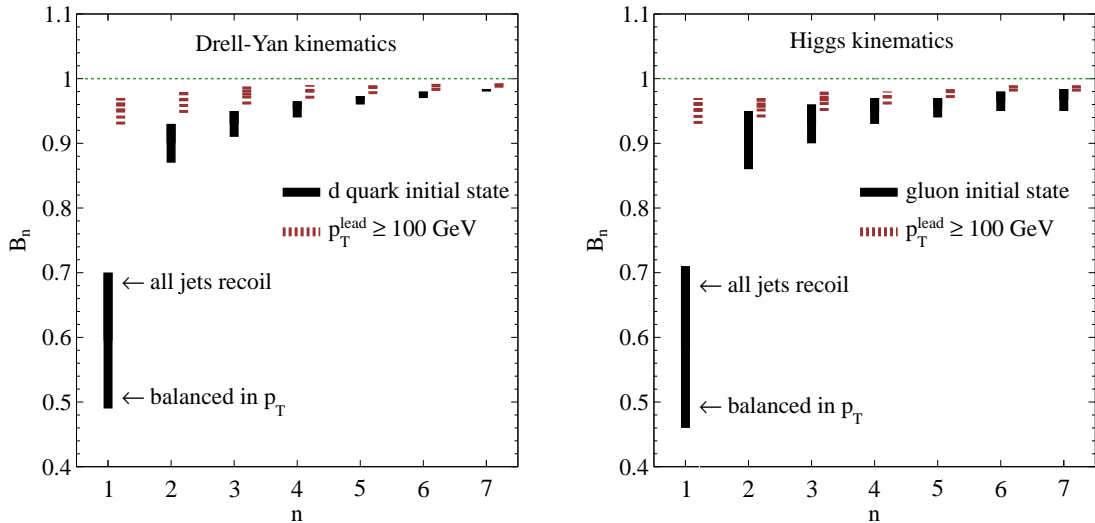 Drell-Yan kinematics
1.1
1
0.9
0.8
0.7
0.6
0.5
0.4
B_n
d quark initial state
p_T^lead ≥ 100 GeV
← all jets recoil
← balanced in p_T
1 2 3 4 5 6 7
n
Higgs kinematics
1.1
1
0.9
0.8
0.7
0.6
0.5
0.4
B_n
gluon initial state
p_T^lead ≥ 100 GeV
← all jets recoil
← balanced in p_T
1 2 3 4 5 6 7
n